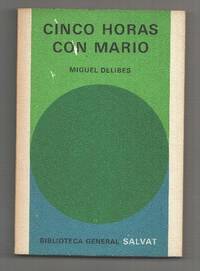 CINCO HORAS
CON MARIO
MIGUEL DELIBES
BIBLIOTECA GENERAL SALVAT